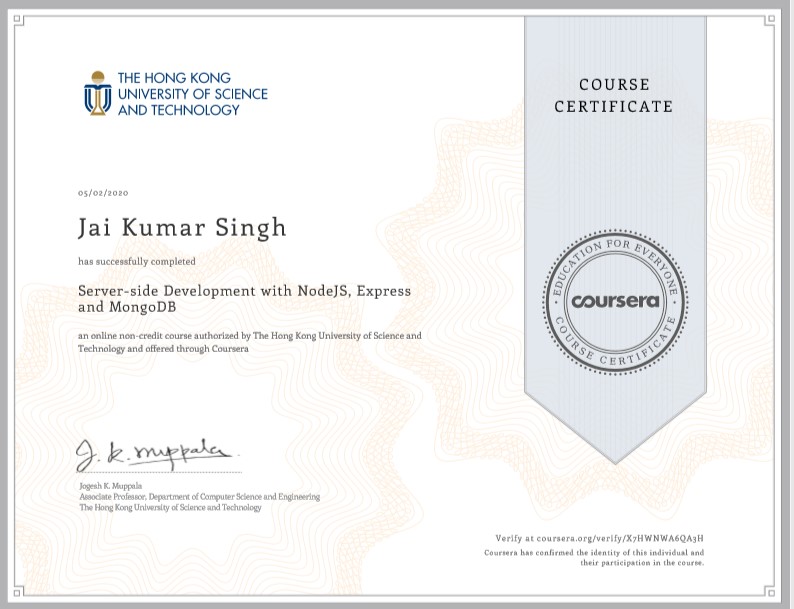 THE HONG KONG
UNIVERSITY OF SCIENCE
AND TECHNOLOGY
COURSE
CERTIFICATE
05/02/2020
Jai Kumar Singh
has successfully completed
Server-side Development with NodeJS, Express
and MongoDB
an online non-credit course authorized by The Hong Kong University of Science and
Technology and offered through Coursera
EDUCATION FOR EVERYONE
coursera
COURSE CERTIFICATE
J. K. Muppala
Jogesh K. Muppala
Associate Professor, Department of Computer Science and Engineering
The Hong Kong University of Science and Technology
Verify at coursera.org/verify/X7HWNWA6QA3H
Coursera has confirmed the identity of this individual and
their participation in the course.